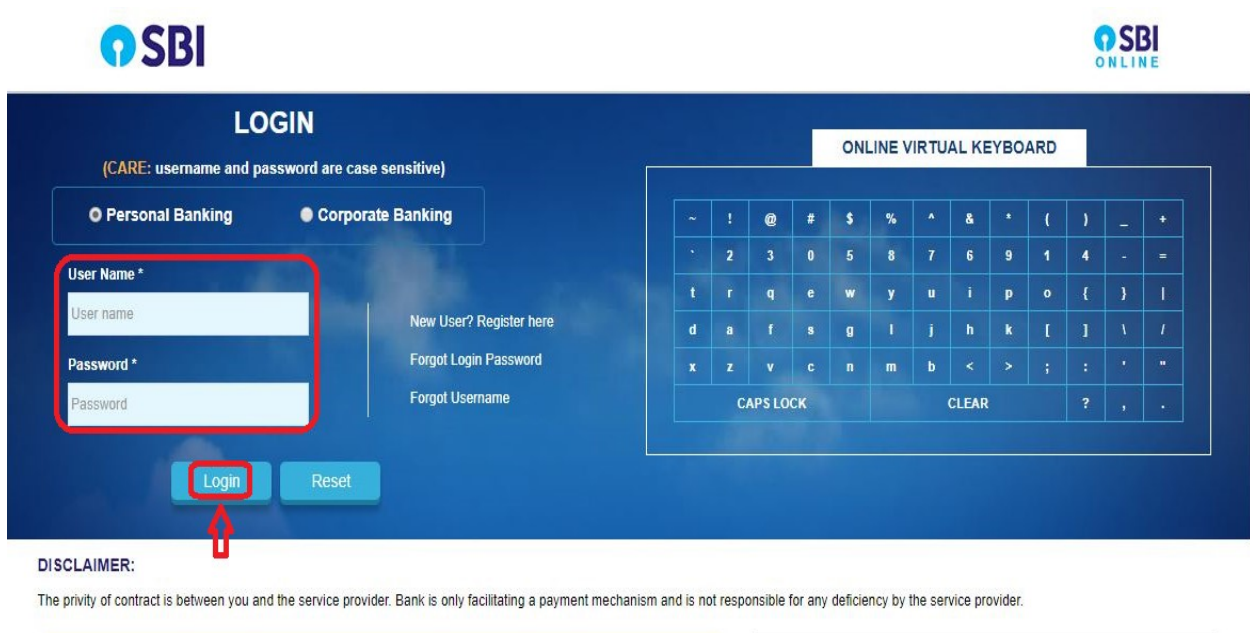 SBI
SBI
ONLINE
LOGIN
(CARE: username and password are case sensitive)
Personal Banking Corporate Banking
User Name *
User name
Password *
Password
New User? Register here
Forgot Login Password
Forgot Username
Login Reset
ONLINE VIRTUAL KEYBOARD
~ ! @ # $ % ^ & * ( ) _ +
` 2 3 0 5 8 7 6 9 1 4 - =
t r q e w y u i p o { } |
d a f s g l j h k [ ] \ /
x z v c n m b < > ; : ' "
CAPS LOCK CLEAR ? , .
DISCLAIMER:
The privity of contract is between you and the service provider. Bank is only facilitating a payment mechanism and is not responsible for any deficiency by the service provider.